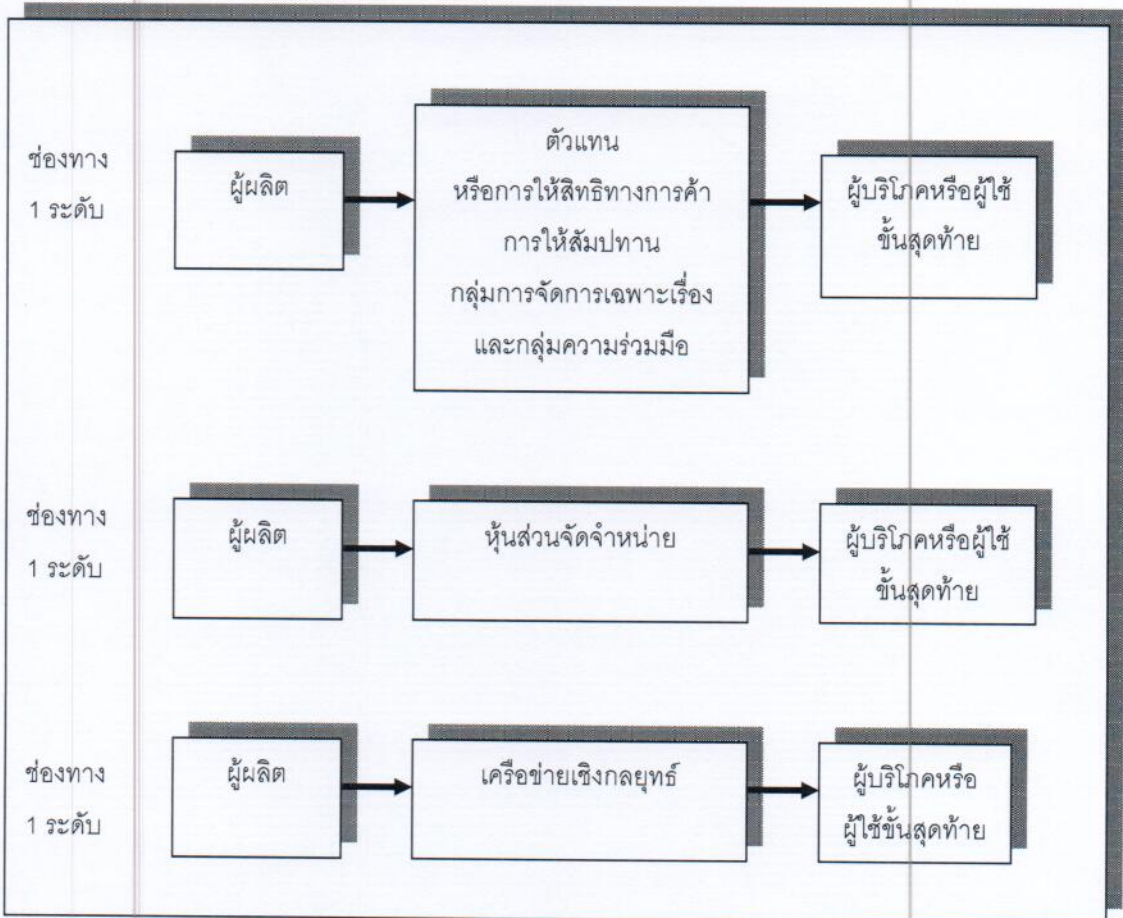 ช่องทาง
1 ระดับ
ผู้ผลิต
ตัวแทน
หรือการให้สิทธิทางการค้า
การให้สัมปทาน
กลุ่มการจัดการเฉพาะเรื่อง
และกลุ่มความร่วมมือ
ผู้บริโภคหรือผู้ใช้
ขั้นสุดท้าย
ช่องทาง
1 ระดับ
ผู้ผลิต
หุ้นส่วนจัดจำหน่าย
ผู้บริโภคหรือผู้ใช้
ขั้นสุดท้าย
ช่องทาง
1 ระดับ
ผู้ผลิต
เครือข่ายเชิงกลยุทธ์
ผู้บริโภคหรือ
ผู้ใช้ขั้นสุดท้าย